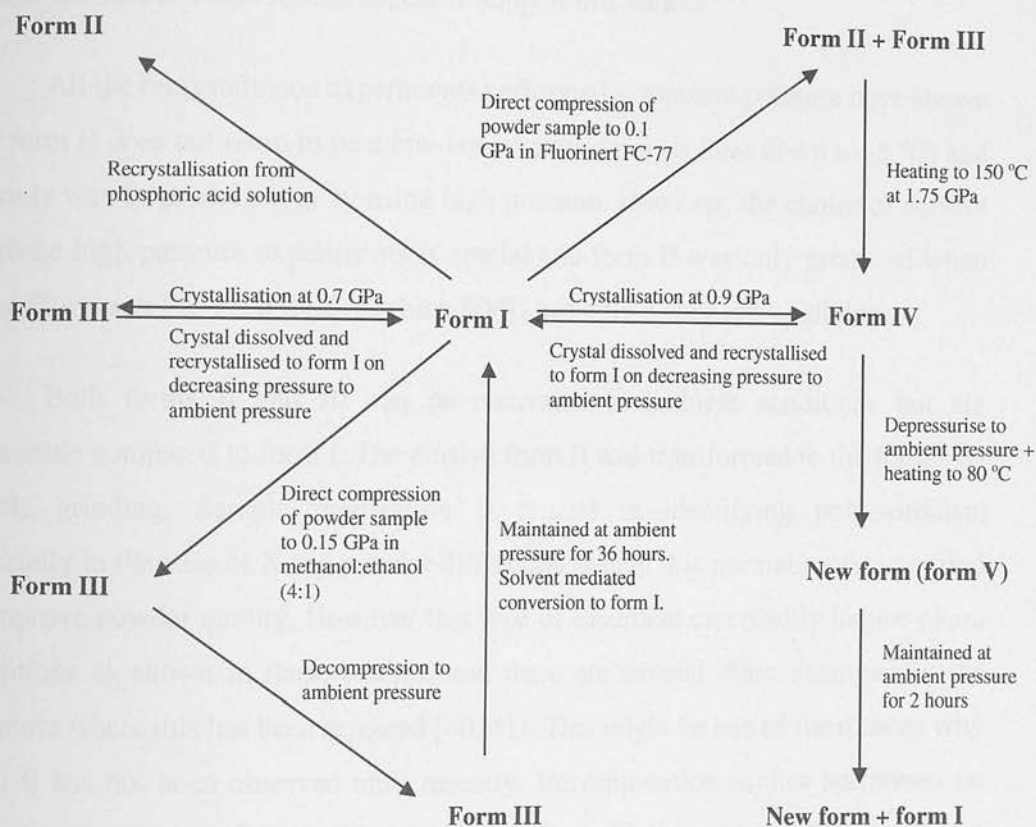 Form II
Form II + Form III
Direct compression of
powder sample to 0.1
GPa in Fluorinert FC-77
Recrystallisation from
phosphoric acid solution
Heating to 150 °C
at 1.75 GPa
Form III
Crystallisation at 0.7 GPa
Form I
Crystallisation at 0.9 GPa
Form IV
Crystal dissolved and
recrystallised to form I on
decreasing pressure to
ambient pressure
Crystal dissolved and recrystallised
to form I on decreasing pressure to
ambient pressure
Depressurise to
ambient pressure +
heating to 80 °C
Direct compression
of powder sample
to 0.15 GPa in
methanol:ethanol
(4:1)
Maintained at ambient
pressure for 36 hours.
Solvent mediated
conversion to form I.
Form III
New form (form V)
Decompression to
ambient pressure
Maintained at
ambient pressure
for 2 hours
Form III
New form + form I